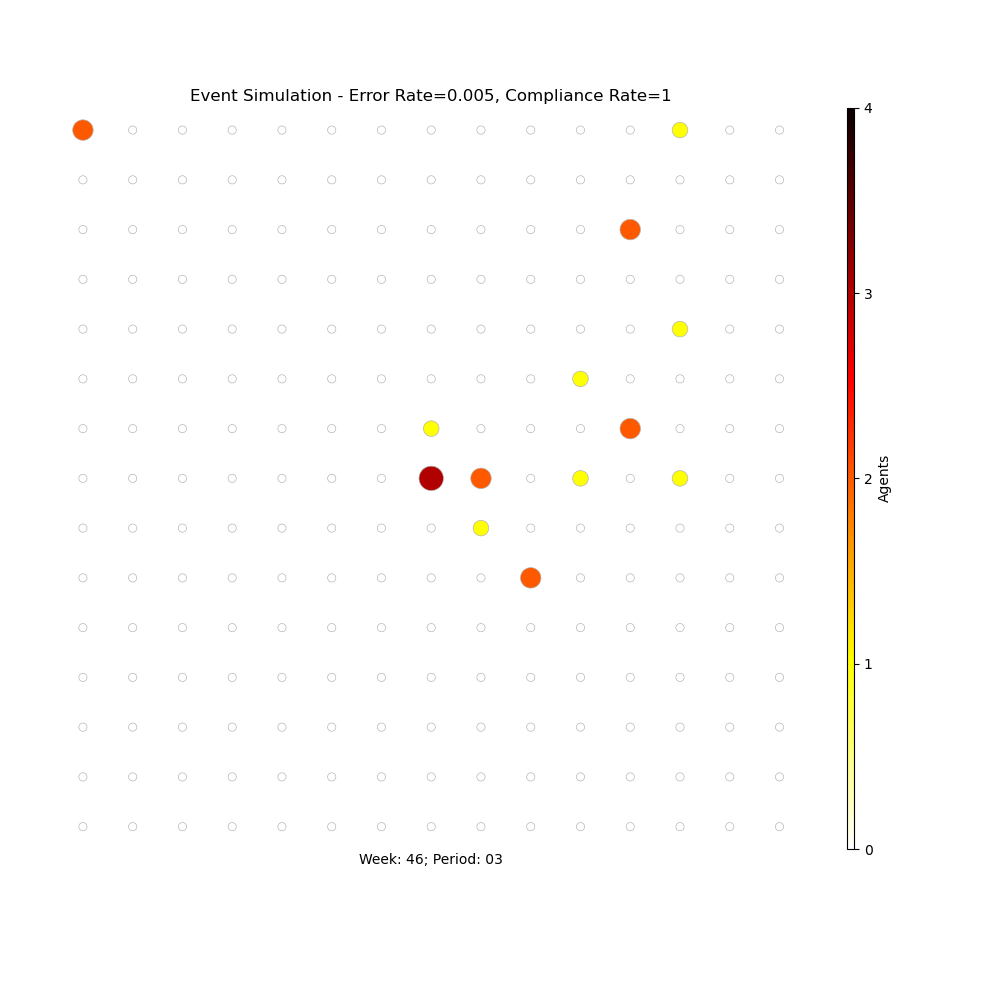 Event Simulation - Error Rate=0.005, Compliance Rate=1
4
3
2
1
0
Agents
Week: 46; Period: 03